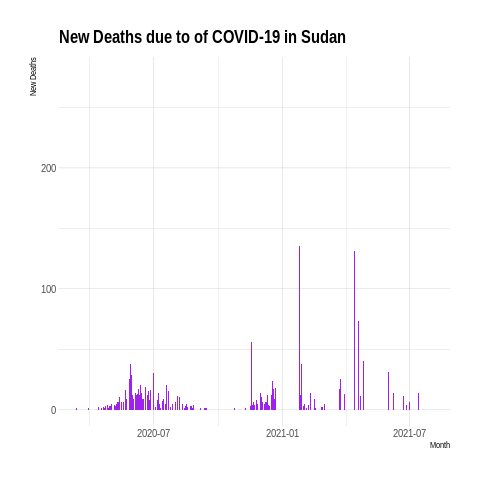 New Deaths due to of COVID-19 in Sudan
New Deaths
200
100
0
2020-07
2021-01
2021-07
Month